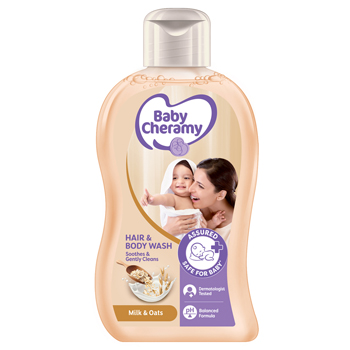 Baby
Cheramy
HAIR &
BODY WASH
Soothes &
Gently Cleans
ASSURED
SAFE FOR BABY
Dermatologist
Tested
pH
Balanced
Formula
Milk & Oats